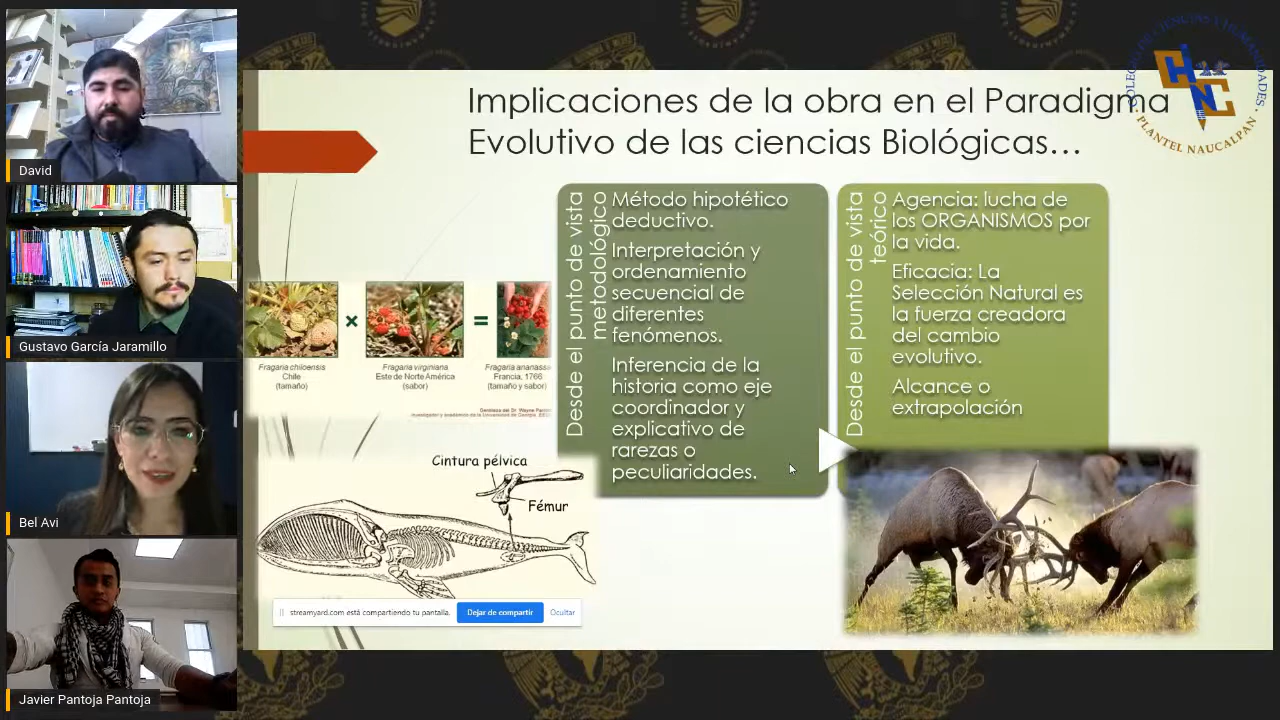 David
Gustavo García Jaramillo
Bel Avi
Javier Pantoja Pantoja
Implicaciones de la obra en el Paradigma
Evolutivo de las ciencias Biológicas...
COLEGIO DE CIENCIAS Y HUMANIDADES
CHNC
PLANTEL NAUCALPAN
Desde el punto de vista
metodológico
Método hipotético
deductivo.
Interpretación y
ordenamiento
secuencial de
diferentes
fenómenos.
Inferencia de la
historia como eje
coordinador y
explicativo de
rarezas o
peculiaridades.
Desde el punto de vista
teórico
Agencia: lucha de
los ORGANISMOS por
la vida.
Eficacia: La
Selección Natural es
la fuerza creadora
del cambio
evolutivo.
Alcance o
extrapolación
×
=
Fragaria chiloensis
Chile
(tamaño)
Fragaria virginiana
Este de Norte América
(sabor)
Fragaria ananassa
Francia, 1766
(tamaño y sabor)
Cintura pélvica
Fémur
streamyard.com está compartiendo tu pantalla.
Dejar de compartir
Ocultar